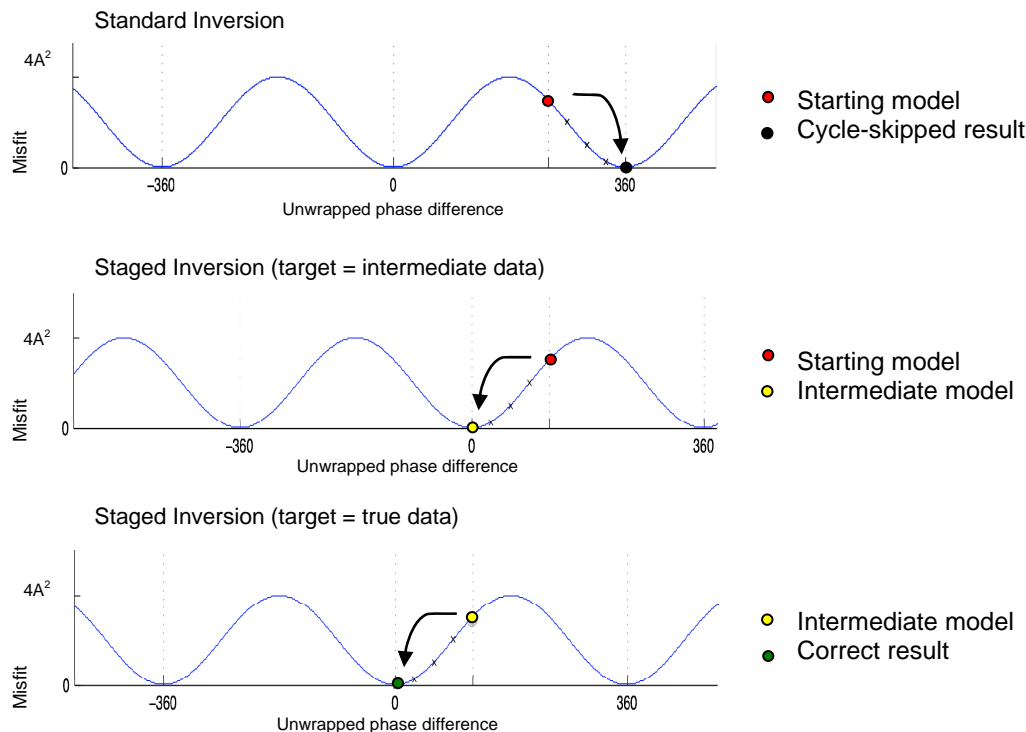 Standard Inversion
4A²
Misfit
0
−360
0
360
Unwrapped phase difference
Starting model
Cycle-skipped result
Staged Inversion (target = intermediate data)
4A²
Misfit
0
−360
0
360
Unwrapped phase difference
Starting model
Intermediate model
Staged Inversion (target = true data)
4A²
Misfit
0
−360
0
360
Unwrapped phase difference
Intermediate model
Correct result